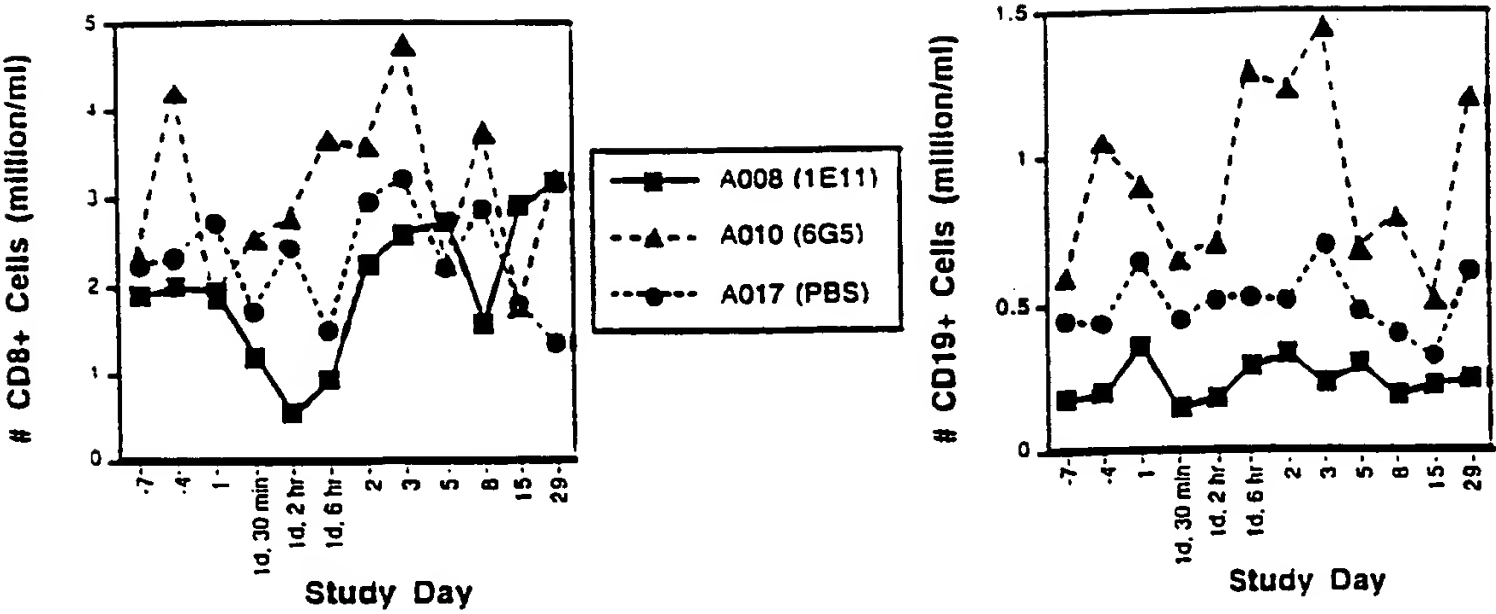 # CD8+ Cells (million/ml)
5
4
3
2
1
0
-7
-4
1
1d, 30 min
1d, 2 hr
1d, 6 hr
2
3
5
8
15
29
Study Day
A008 (1E11)
A010 (6G5)
A017 (PBS)
# CD19+ Cells (million/ml)
1.5
1
0.5
0
-7
-4
1
1d, 30 min
1d, 2 hr
1d, 6 hr
2
3
5
8
15
29
Study Day